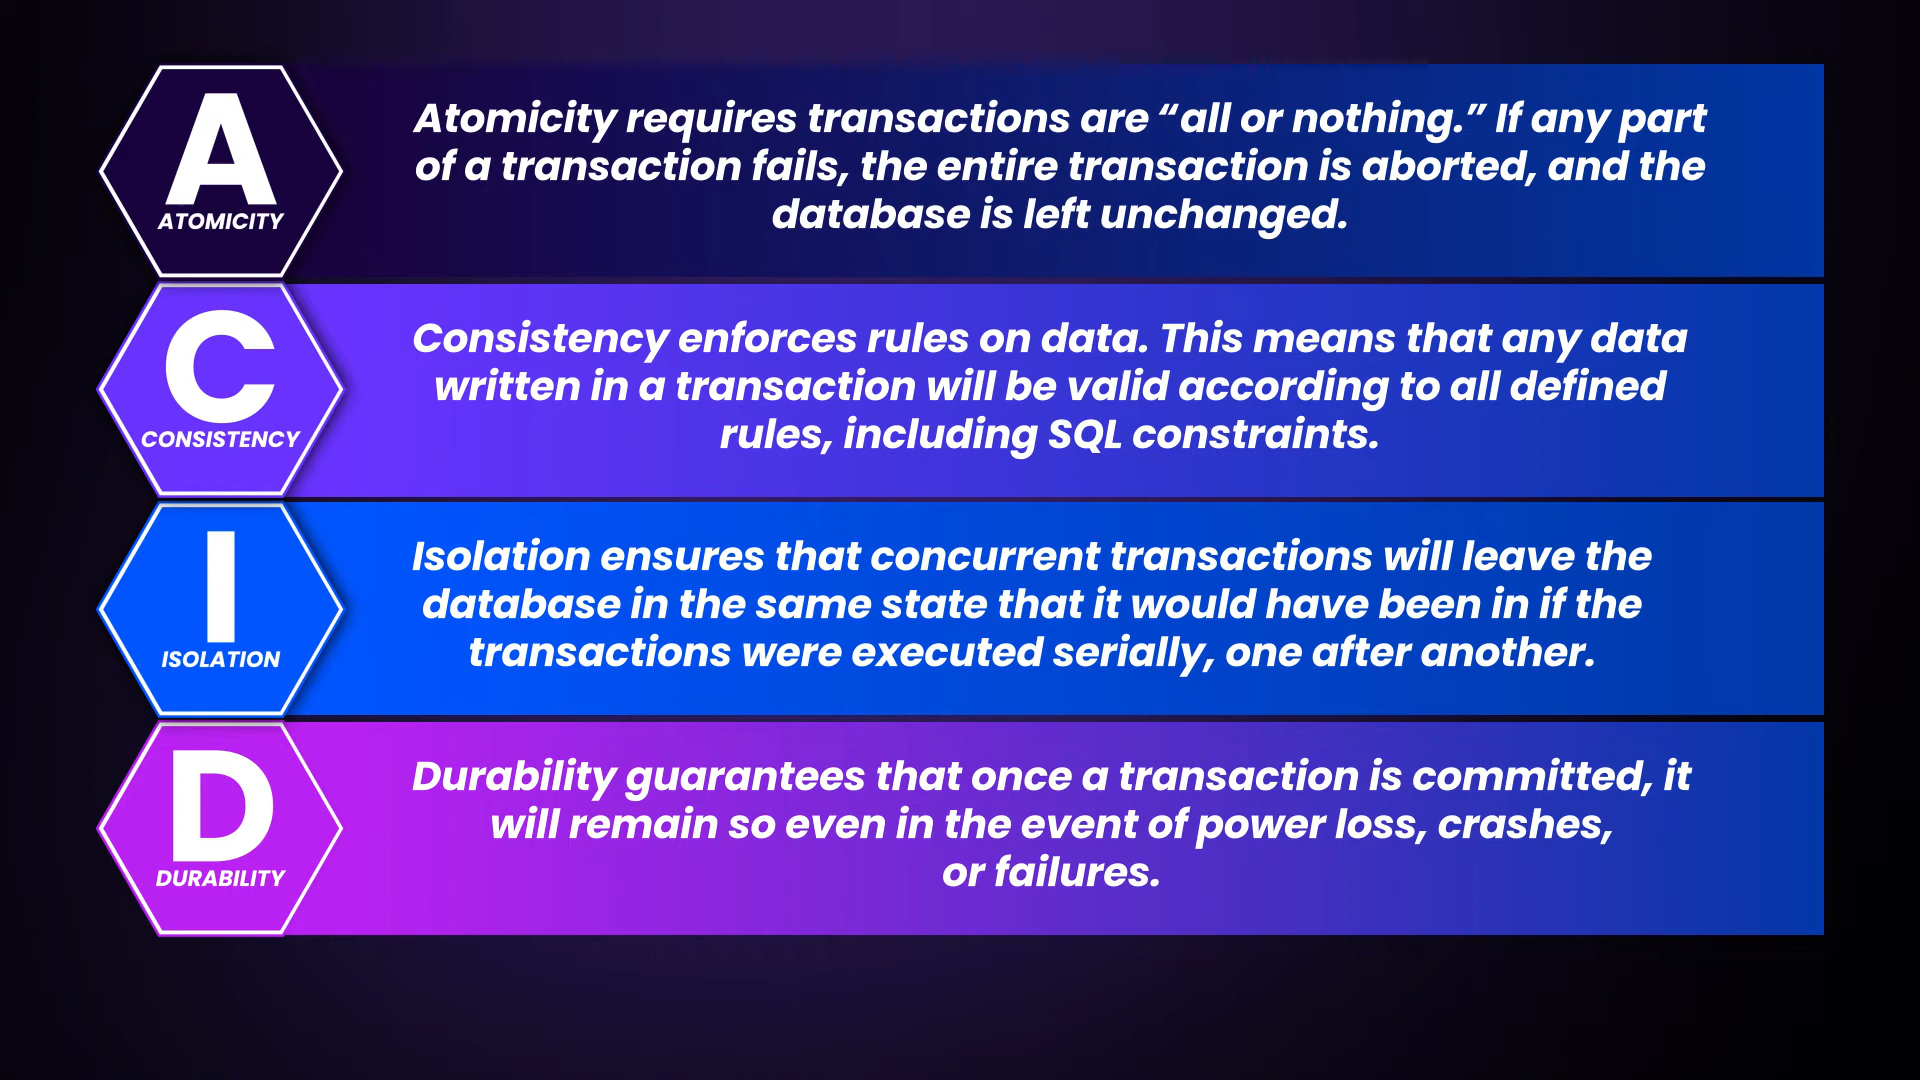 A
ATOMICITY
Atomicity requires transactions are “all or nothing.” If any part
of a transaction fails, the entire transaction is aborted, and the
database is left unchanged.
C
CONSISTENCY
Consistency enforces rules on data. This means that any data
written in a transaction will be valid according to all defined
rules, including SQL constraints.
I
ISOLATION
Isolation ensures that concurrent transactions will leave the
database in the same state that it would have been in if the
transactions were executed serially, one after another.
D
DURABILITY
Durability guarantees that once a transaction is committed, it
will remain so even in the event of power loss, crashes,
or failures.